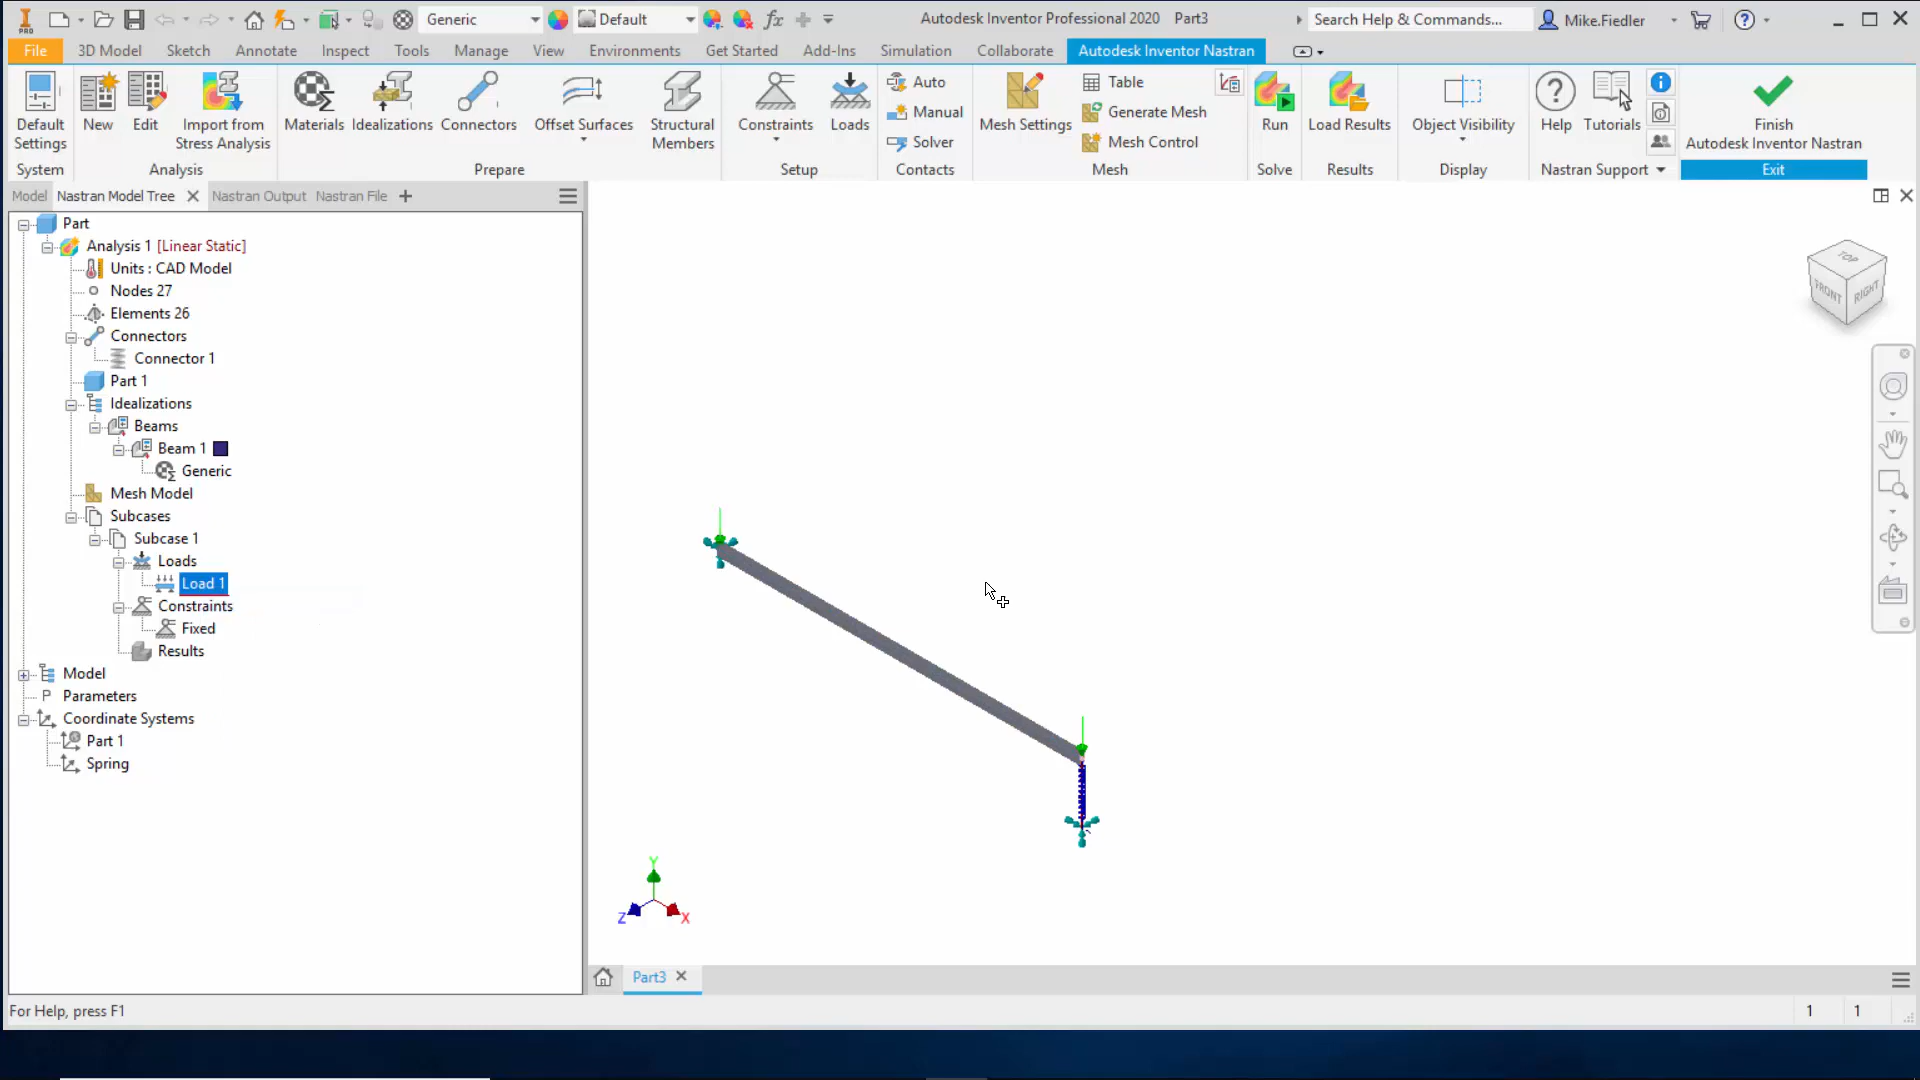 PRO
Generic
Default
fx
Autodesk Inventor Professional 2020 Part3
Search Help & Commands...
Mike.Fiedler
File
3D Model
Sketch
Annotate
Inspect
Tools
Manage
View
Environments
Get Started
Add-Ins
Simulation
Collaborate
Autodesk Inventor Nastran
Default Settings
New
Edit
Import from Stress Analysis
Materials
Idealizations
Connectors
Offset Surfaces
Structural Members
Constraints
Loads
Auto
Manual
Solver
Mesh Settings
Table
Generate Mesh
Mesh Control
Run
Load Results
Object Visibility
Help
Tutorials
Finish Autodesk Inventor Nastran
System
Analysis
Prepare
Setup
Contacts
Mesh
Solve
Results
Display
Nastran Support
Exit
Model
Nastran Model Tree
Nastran Output
Nastran File
Part
Analysis 1 [Linear Static]
Units : CAD Model
Nodes 27
Elements 26
Connectors
Connector 1
Part 1
Idealizations
Beams
Beam 1
Generic
Mesh Model
Subcases
Subcase 1
Loads
Load 1
Constraints
Fixed
Results
Model
P Parameters
Coordinate Systems
Part 1
Spring
TOP
FRONT
RIGHT
Y
Z
X
Part3
For Help, press F1
1
1